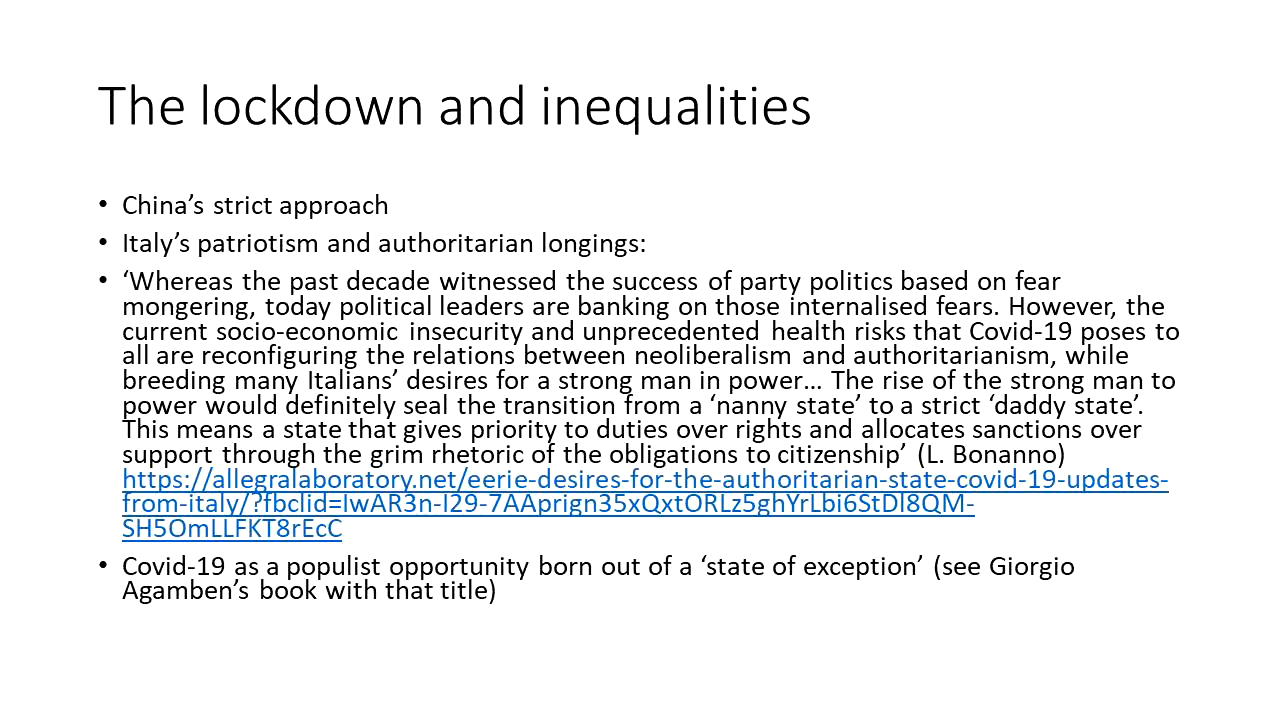 The lockdown and inequalities
• China’s strict approach
• Italy’s patriotism and authoritarian longings:
• ‘Whereas the past decade witnessed the success of party politics based on fear
mongering, today political leaders are banking on those internalised fears. However, the
current socio-economic insecurity and unprecedented health risks that Covid-19 poses to
all are reconfiguring the relations between neoliberalism and authoritarianism, while
breeding many Italians’ desires for a strong man in power… The rise of the strong man to
power would definitely seal the transition from a ‘nanny state’ to a strict ‘daddy state’.
This means a state that gives priority to duties over rights and allocates sanctions over
support through the grim rhetoric of the obligations to citizenship’ (L. Bonanno)
https://allegralaboratory.net/eerie-desires-for-the-authoritarian-state-covid-19-updates-
from-italy/?fbclid=IwAR3n-I29-7AAprign35xQxtORLz5ghYrLbi6StDl8QM-
SH5OmLLFKT8rEcC
• Covid-19 as a populist opportunity born out of a ‘state of exception’ (see Giorgio
Agamben’s book with that title)